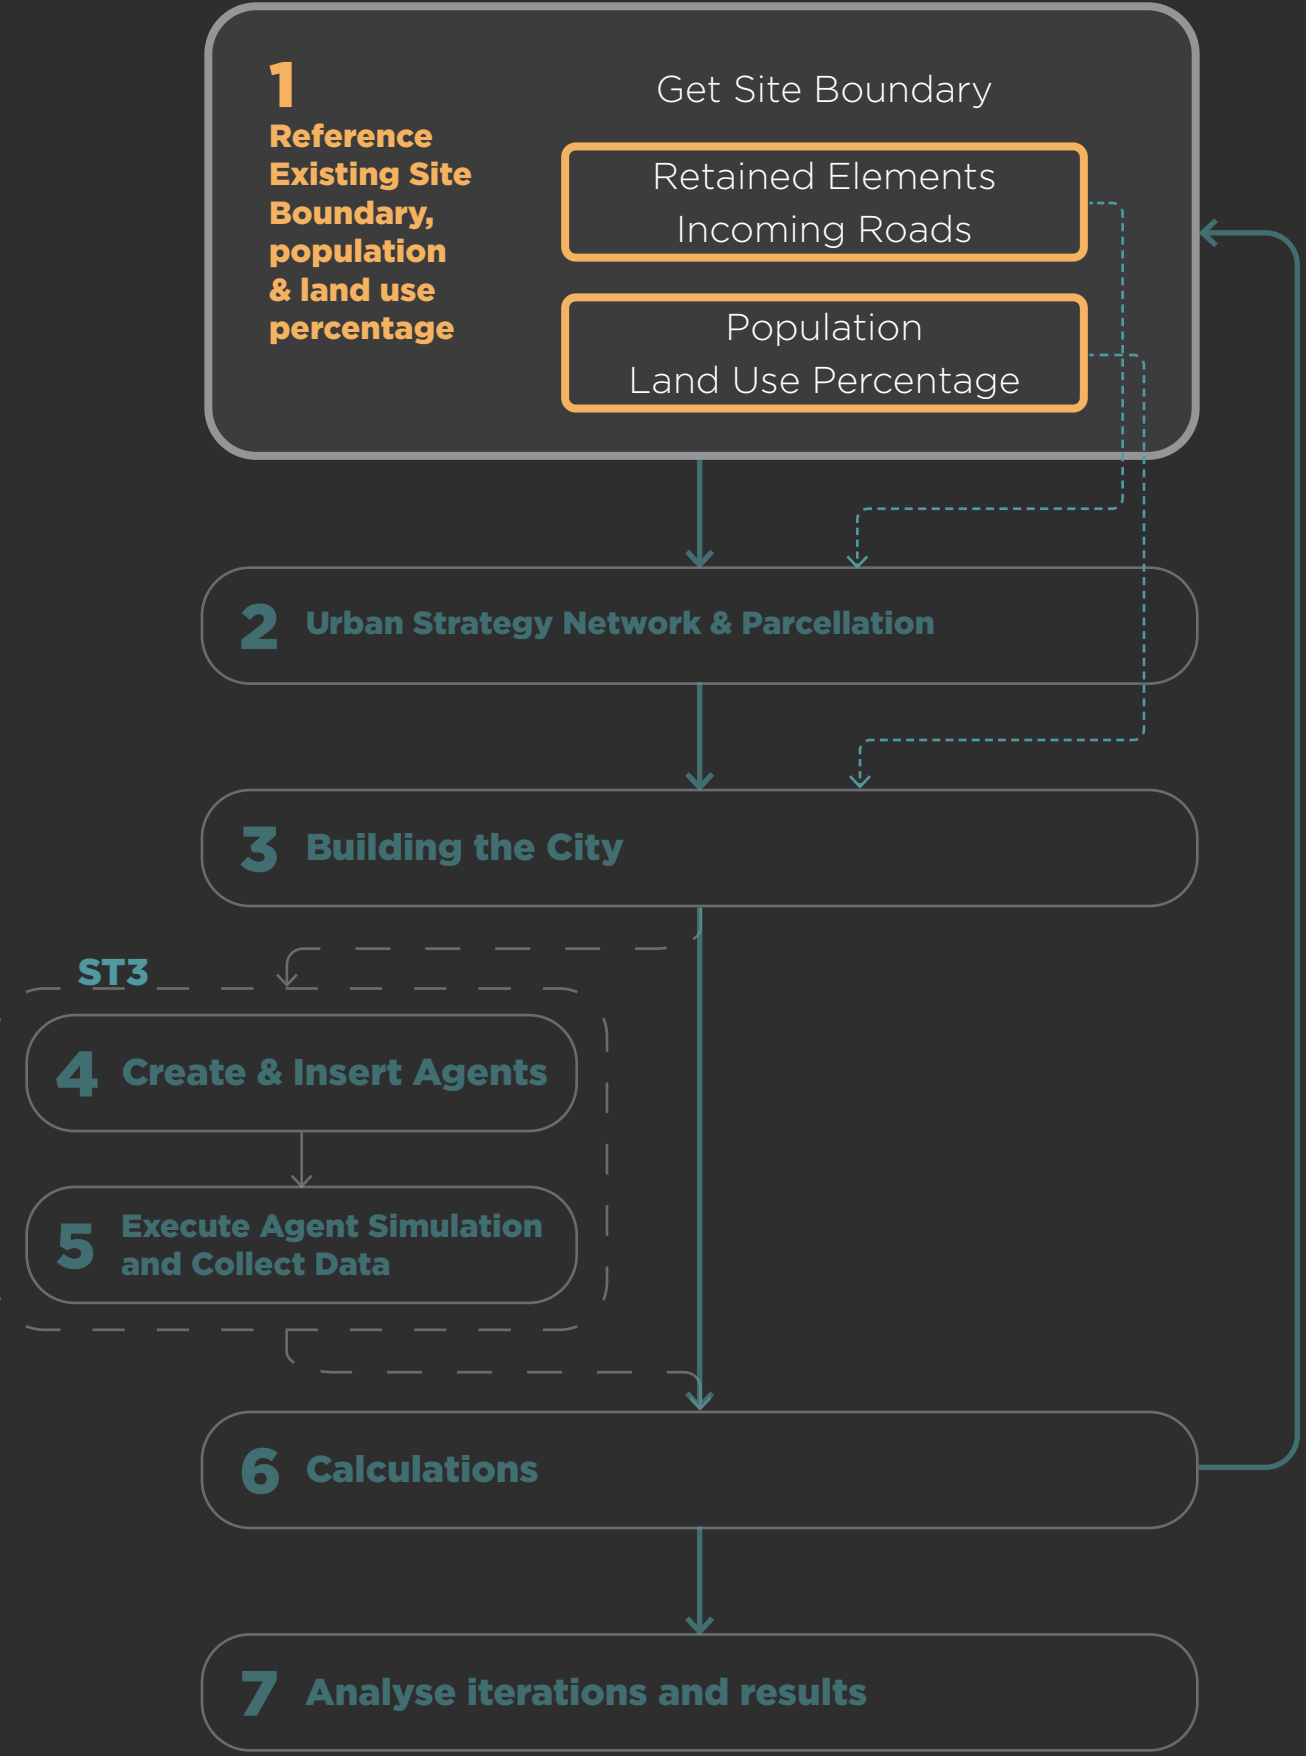 1
Reference
Existing Site
Boundary,
population
& land use
percentage
Get Site Boundary
Retained Elements
Incoming Roads
Population
Land Use Percentage
2 Urban Strategy Network & Parcellation
3 Building the City
ST3
4 Create & Insert Agents
5 Execute Agent Simulation
and Collect Data
6 Calculations
7 Analyse iterations and results